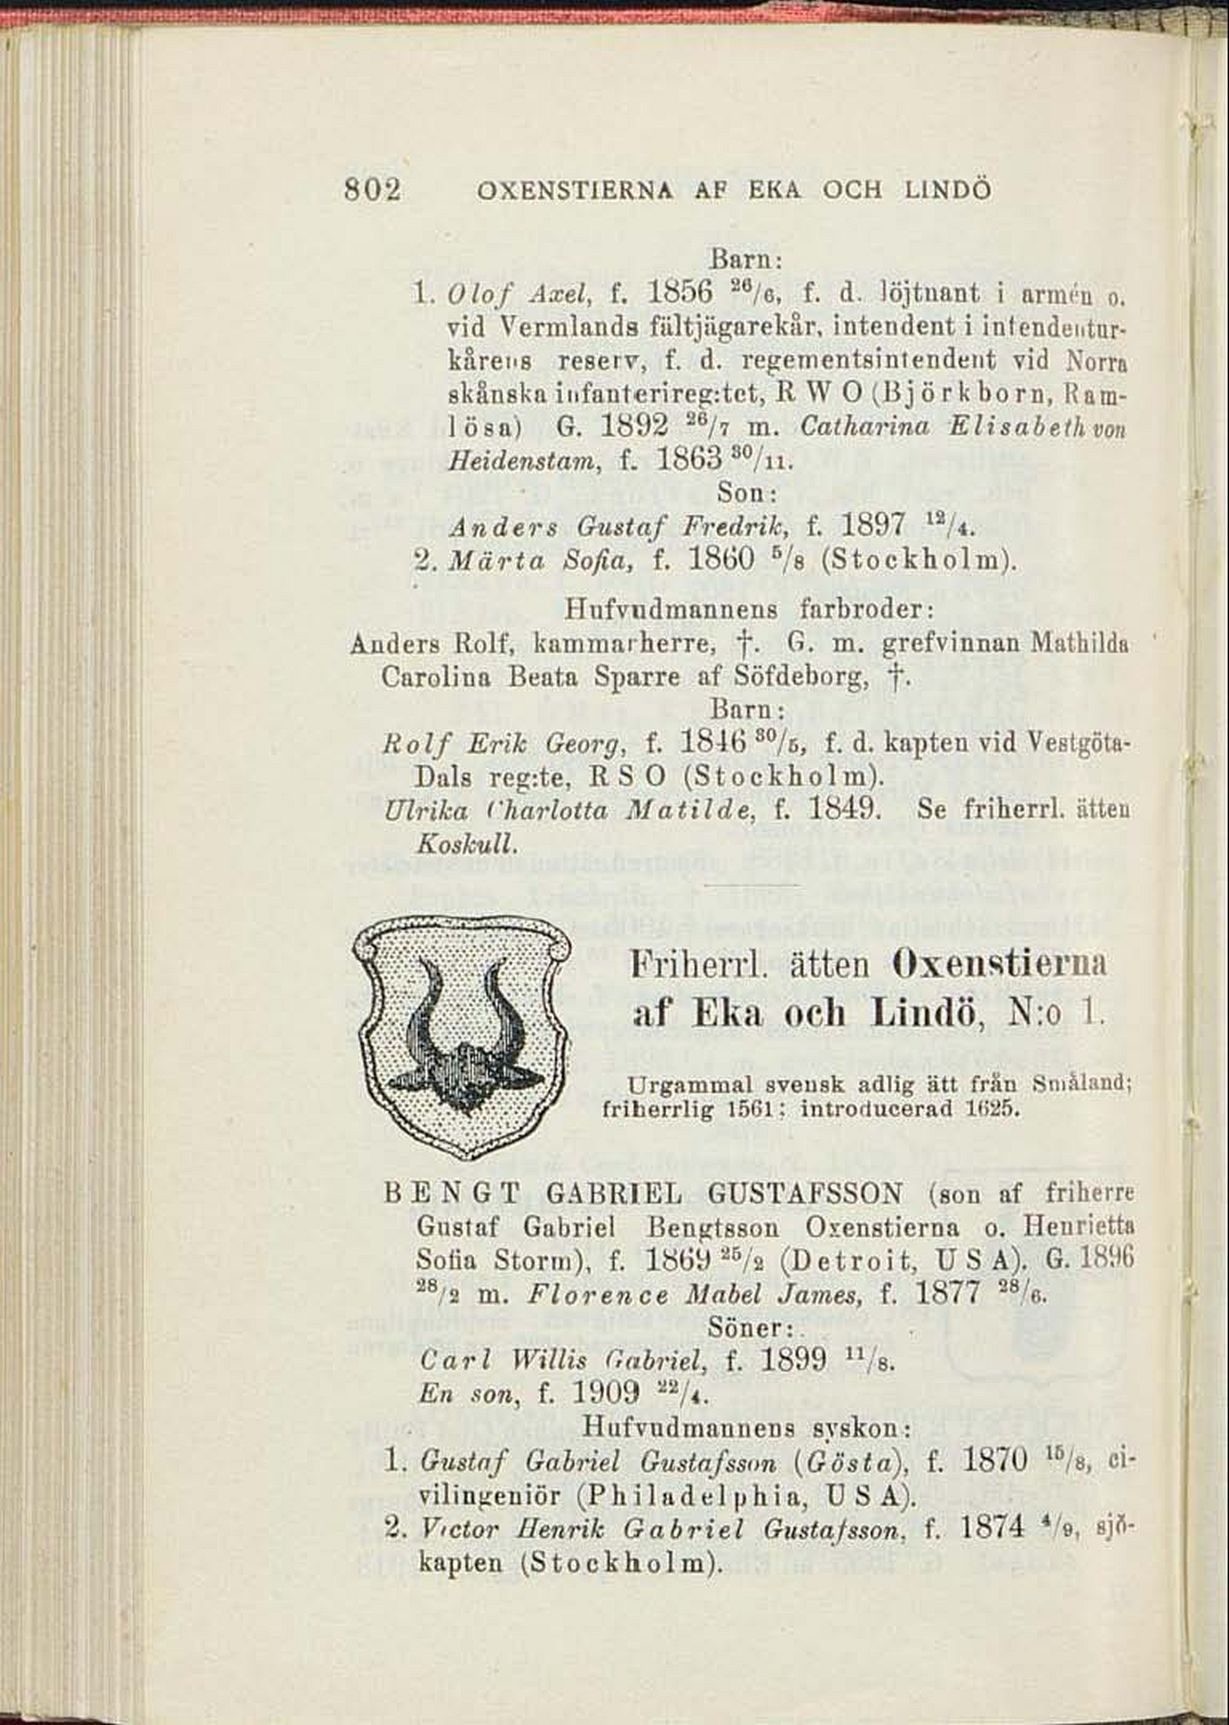 802 OXENSTIERNA AF EKA OCH LINDÖ
Barn:
1. Olof Axel, f. 1856 26/6, f. d. löjtnant i armén o.
vid Vermlands fältjägarekår, intendent i intendentur-
kårens reserv, f. d. regementsintendent vid Norra
skånska infanterireg:tet, R W O (Björkborn, Ram-
lösa) G. 1892 26/7 m. Catharina Elisabeth von
Heidenstam, f. 1863 30/11.
Son:
Anders Gustaf Fredrik, f. 1897 12/4.
2. Märta Sofia, f. 1860 5/8 (Stockholm).
Hufvudmannens farbroder:
Anders Rolf, kammarherre, †. G. m. grefvinnan Mathilda
Carolina Beata Sparre af Söfdeborg, †.
Barn:
Rolf Erik Georg, f. 1846 30/5, f. d. kapten vid Vestgöta-
Dals reg:te, R S O (Stockholm).
Ulrika Charlotta Matilde, f. 1849. Se friherrl. ätten
Koskull.
Friherrl. ätten Oxenstierna
af Eka och Lindö, N:o 1.
Urgammal svensk adlig ätt från Småland;
friherrlig 1561; introducerad 1625.
BENGT GABRIEL GUSTAFSSON (son af friherre
Gustaf Gabriel Bengtsson Oxenstierna o. Henrietta
Sofia Storm), f. 1869 25/2 (Detroit, U S A). G. 1896
28/2 m. Florence Mabel James, f. 1877 28/6.
Söner:
Carl Willis Gabriel, f. 1899 11/8.
En son, f. 1909 22/4.
Hufvudmannens syskon:
1. Gustaf Gabriel Gustafsson (Gösta), f. 1870 15/8, ci-
vilingeniör (Philadelphia, U S A).
2. Victor Henrik Gabriel Gustafsson, f. 1874 4/9, sjö-
kapten (Stockholm).